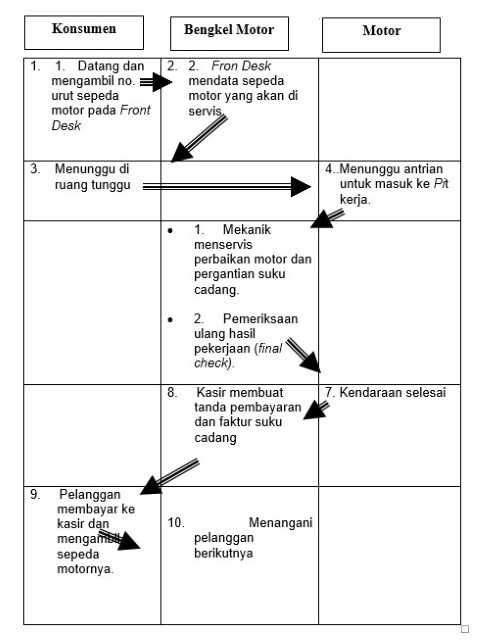 Konsumen
Bengkel Motor
Motor
1. 1. Datang dan
mengambil no.
urut sepeda
motor pada Front
Desk
2. 2. Fron Desk
mendata sepeda
motor yang akan di
servis.
3. Menunggu di
ruang tunggu
4..Menunggu antrian
untuk masuk ke Pit
kerja.
• 1. Mekanik
menservis
perbaikan motor dan
pergantian suku
cadang.
• 2. Pemeriksaan
ulang hasil
pekerjaan (final
check).
7. Kendaraan selesai
8. Kasir membuat
tanda pembayaran
dan faktur suku
cadang
9. Pelanggan
membayar ke
kasir dan
mengambil
sepeda
motornya.
10. Menangani
pelanggan
berikutnya